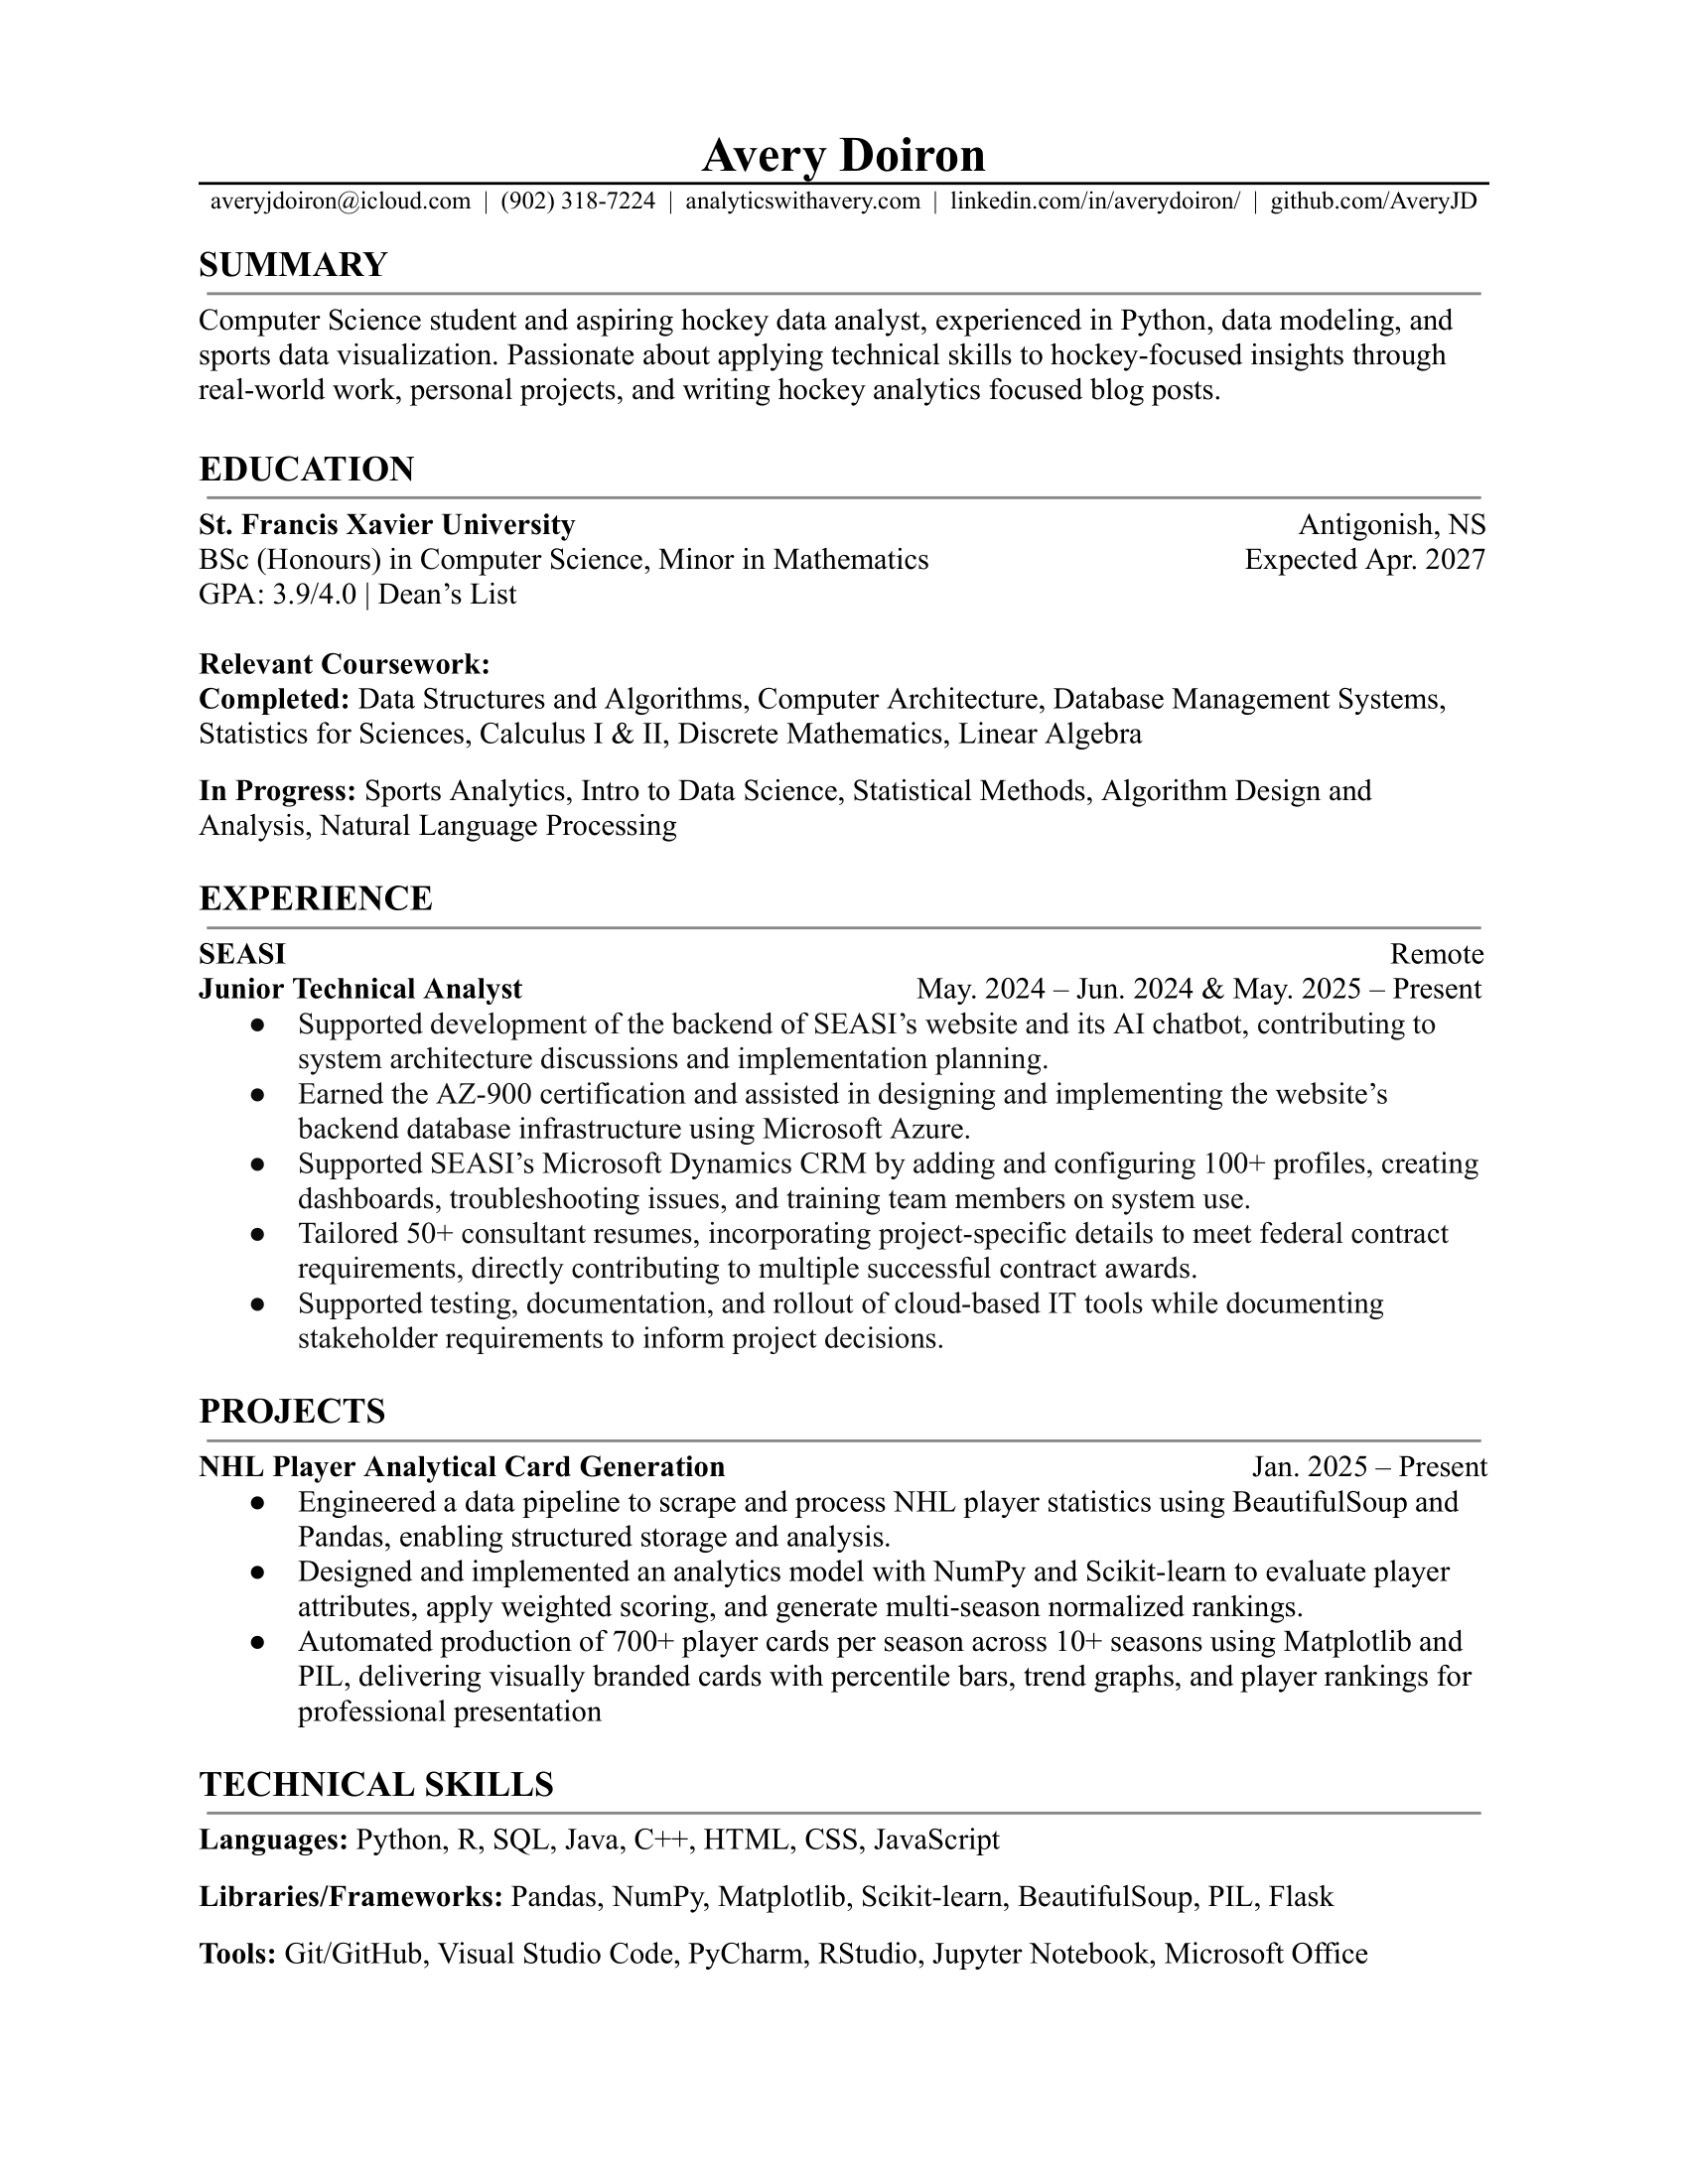 Avery Doiron
averyjdoiron@icloud.com | (902) 318-7224 | analyticswithavery.com | linkedin.com/in/averydoiron/ | github.com/AveryJD
SUMMARY
Computer Science student and aspiring hockey data analyst, experienced in Python, data modeling, and
sports data visualization. Passionate about applying technical skills to hockey-focused insights through
real-world work, personal projects, and writing hockey analytics focused blog posts.
EDUCATION
St. Francis Xavier University Antigonish, NS
BSc (Honours) in Computer Science, Minor in Mathematics Expected Apr. 2027
GPA: 3.9/4.0 | Dean’s List
Relevant Coursework:
Completed: Data Structures and Algorithms, Computer Architecture, Database Management Systems,
Statistics for Sciences, Calculus I & II, Discrete Mathematics, Linear Algebra
In Progress: Sports Analytics, Intro to Data Science, Statistical Methods, Algorithm Design and
Analysis, Natural Language Processing
EXPERIENCE
SEASI Remote
Junior Technical Analyst May. 2024 – Jun. 2024 & May. 2025 – Present
● Supported development of the backend of SEASI’s website and its AI chatbot, contributing to
system architecture discussions and implementation planning.
● Earned the AZ-900 certification and assisted in designing and implementing the website’s
backend database infrastructure using Microsoft Azure.
● Supported SEASI’s Microsoft Dynamics CRM by adding and configuring 100+ profiles, creating
dashboards, troubleshooting issues, and training team members on system use.
● Tailored 50+ consultant resumes, incorporating project-specific details to meet federal contract
requirements, directly contributing to multiple successful contract awards.
● Supported testing, documentation, and rollout of cloud-based IT tools while documenting
stakeholder requirements to inform project decisions.
PROJECTS
NHL Player Analytical Card Generation Jan. 2025 – Present
● Engineered a data pipeline to scrape and process NHL player statistics using BeautifulSoup and
Pandas, enabling structured storage and analysis.
● Designed and implemented an analytics model with NumPy and Scikit-learn to evaluate player
attributes, apply weighted scoring, and generate multi-season normalized rankings.
● Automated production of 700+ player cards per season across 10+ seasons using Matplotlib and
PIL, delivering visually branded cards with percentile bars, trend graphs, and player rankings for
professional presentation
TECHNICAL SKILLS
Languages: Python, R, SQL, Java, C++, HTML, CSS, JavaScript
Libraries/Frameworks: Pandas, NumPy, Matplotlib, Scikit-learn, BeautifulSoup, PIL, Flask
Tools: Git/GitHub, Visual Studio Code, PyCharm, RStudio, Jupyter Notebook, Microsoft Office